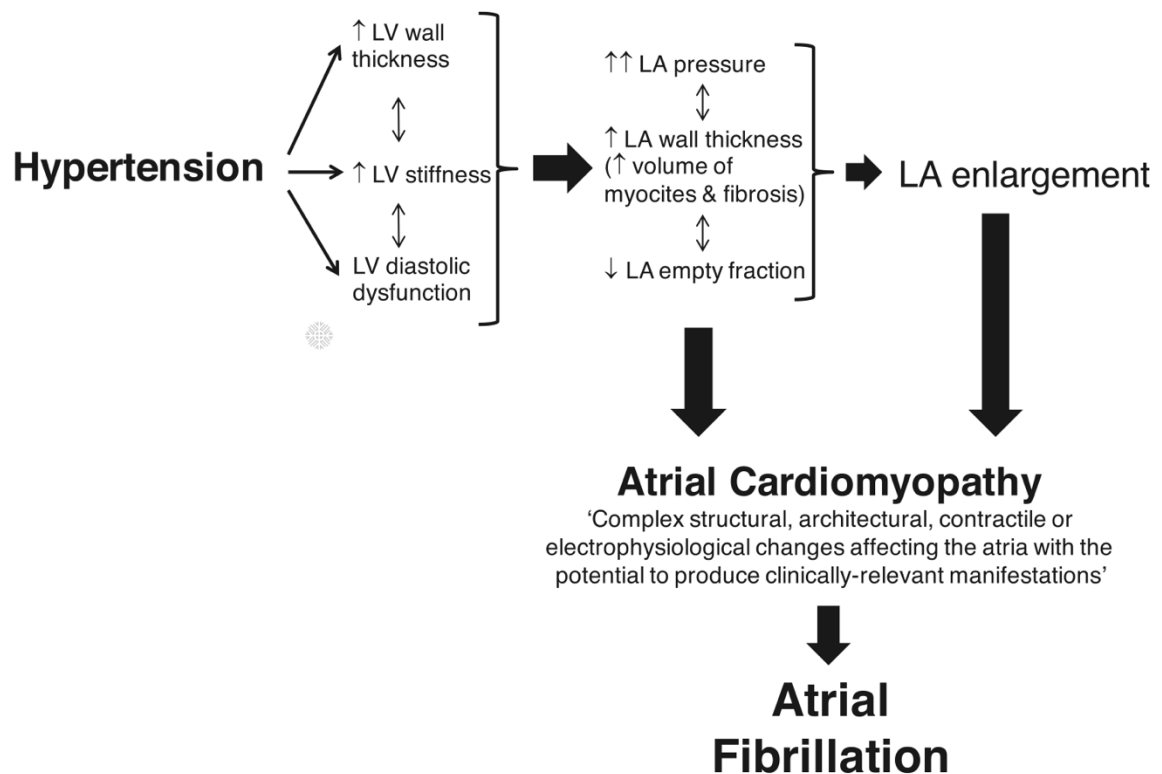 Hypertension
↑ LV wall
thickness
↑ LV stiffness
LV diastolic
dysfunction
↑↑ LA pressure
↑ LA wall thickness
(↑ volume of
myocites & fibrosis)
↓ LA empty fraction
LA enlargement
Atrial Cardiomyopathy
‘Complex structural, architectural, contractile or
electrophysiological changes affecting the atria with the
potential to produce clinically-relevant manifestations’
Atrial
Fibrillation